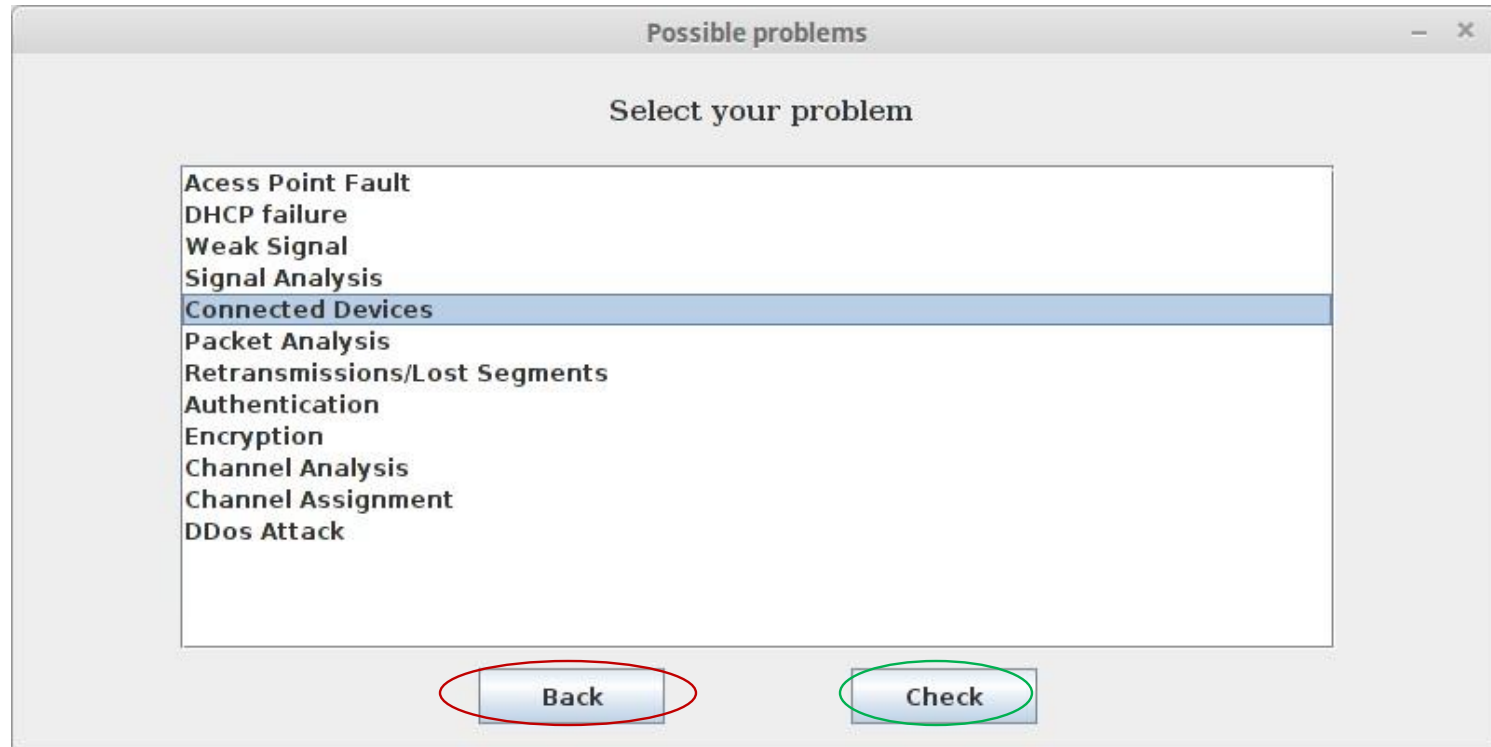 Possible problems
Select your problem
Acess Point Fault
DHCP failure
Weak Signal
Signal Analysis
Connected Devices
Packet Analysis
Retransmissions/Lost Segments
Authentication
Encryption
Channel Analysis
Channel Assignment
DDos Attack
Back Check